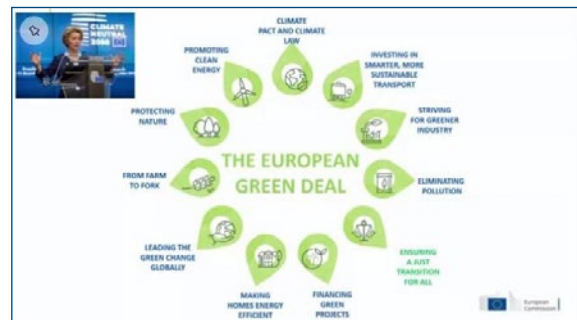 CLIMATE
NEUTRAL
CLIMATE
PACT AND CLIMATE
LAW
INVESTING IN
SMARTER, MORE
SUSTAINABLE
TRANSPORT
STRIVING
FOR GREENER
INDUSTRY
ELIMINATING
POLLUTION
ENSURING
A JUST
TRANSITION
FOR ALL
FINANCING
GREEN
PROJECTS
MAKING
HOMES ENERGY
EFFICIENT
LEADING THE
GREEN CHANGE
GLOBALLY
FROM FARM
TO FORK
PROTECTING
NATURE
PROMOTING
CLEAN
ENERGY
THE EUROPEAN
GREEN DEAL
European
Commission